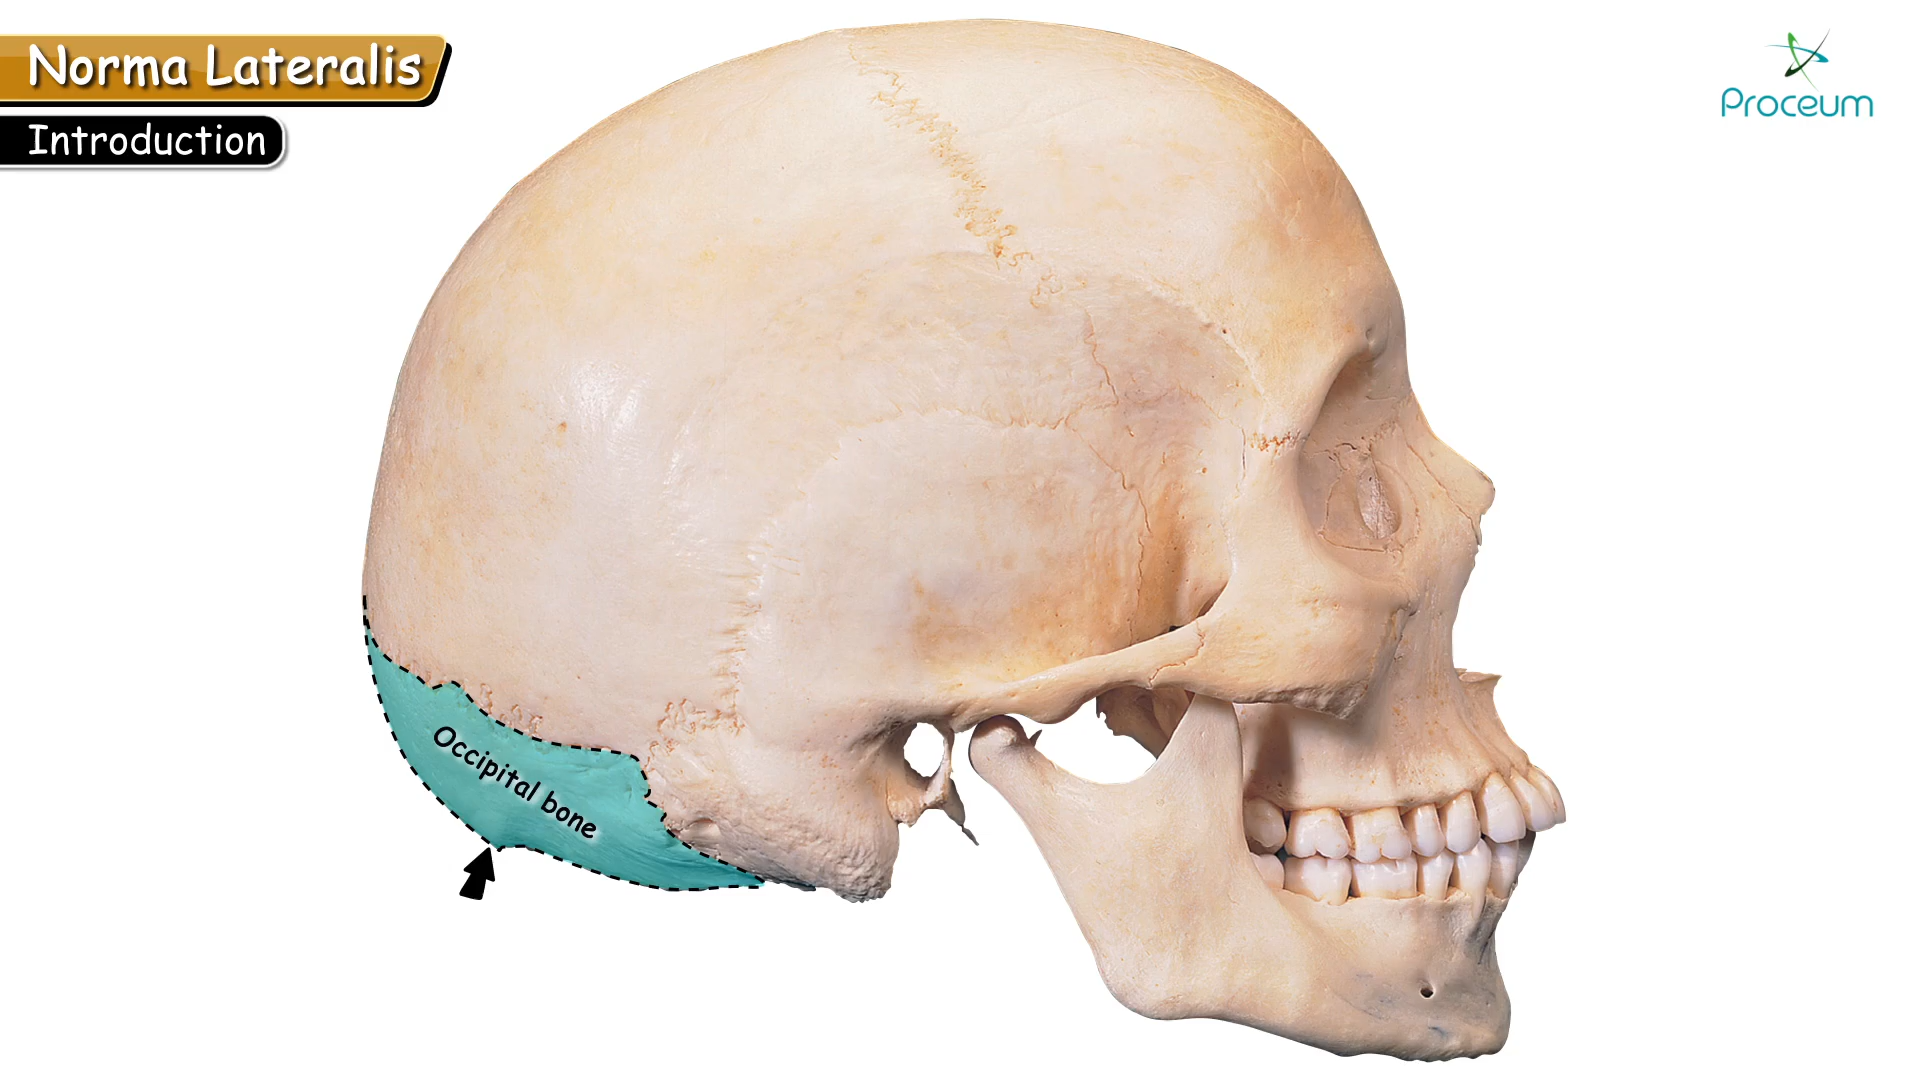 Norma Lateralis
Introduction
Proceum
Occipital bone